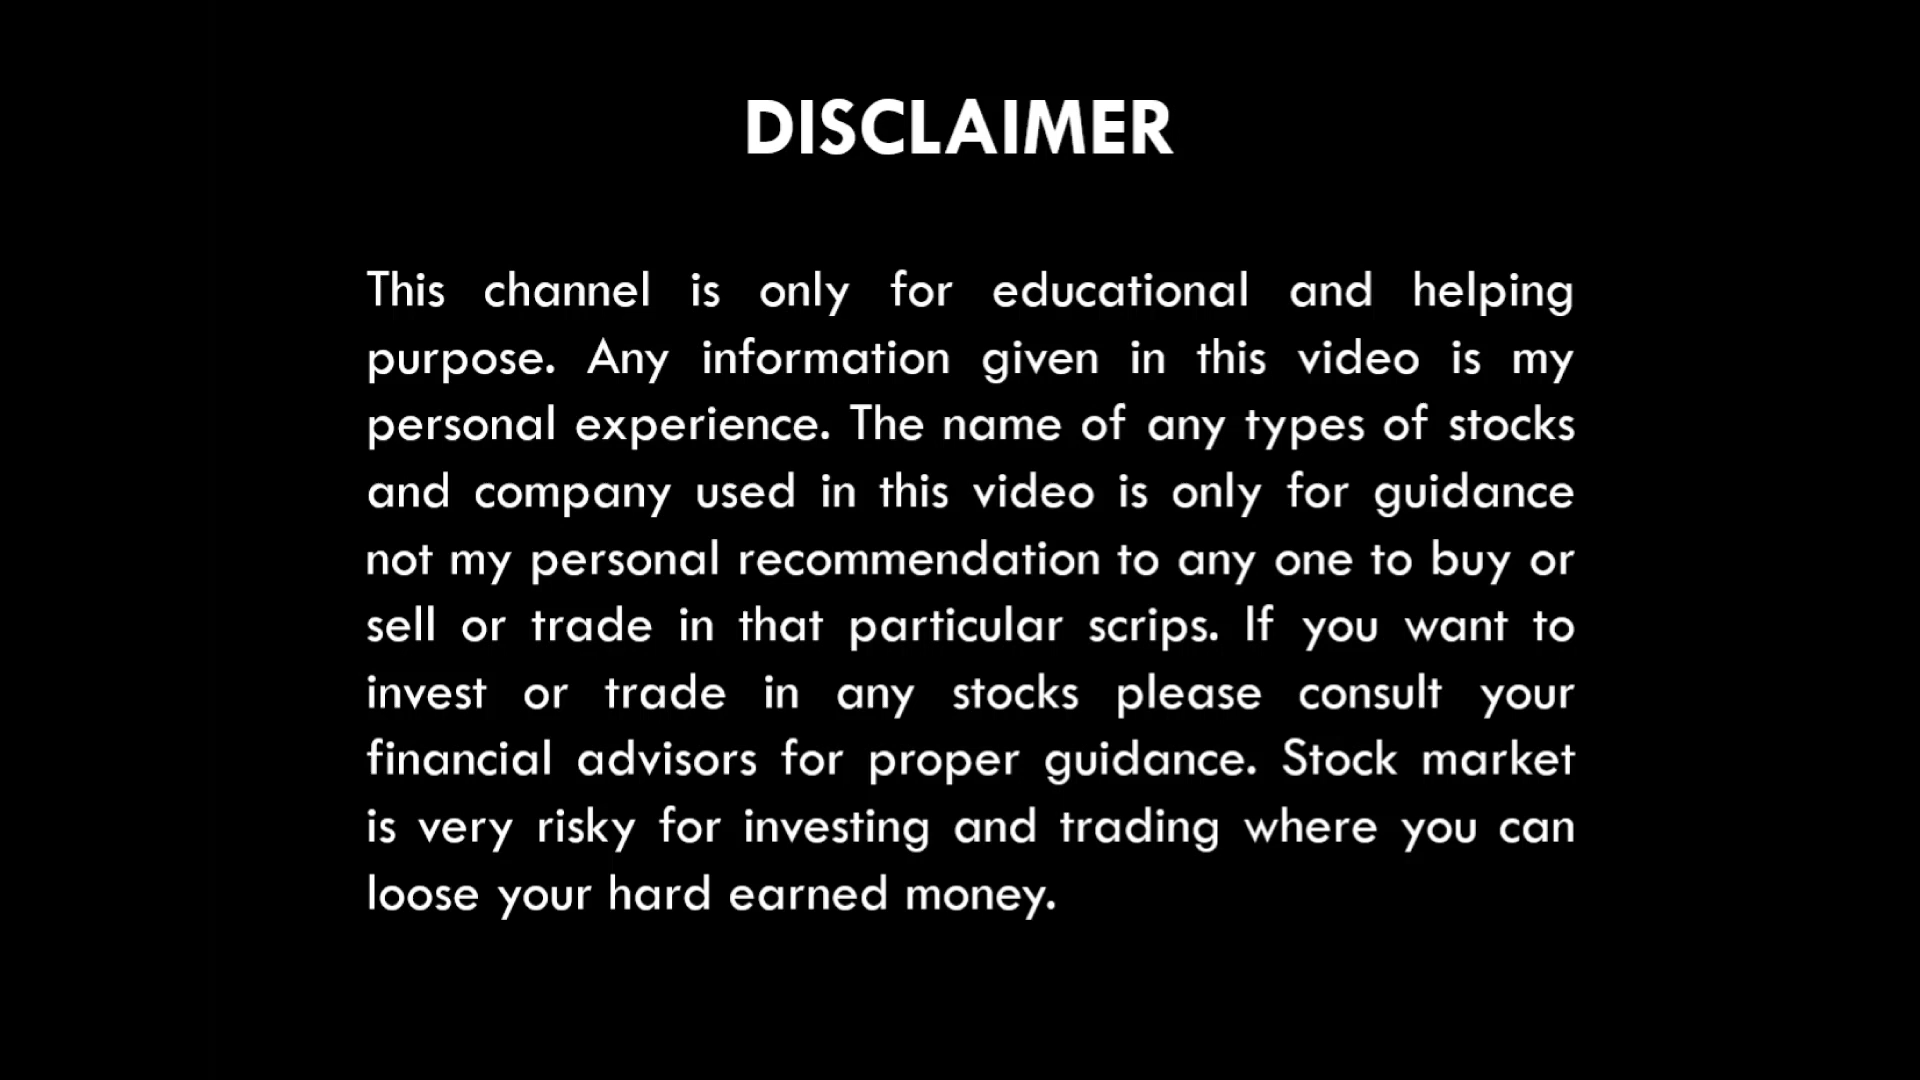 DISCLAIMER
This channel is only for educational and helping
purpose. Any information given in this video is my
personal experience. The name of any types of stocks
and company used in this video is only for guidance
not my personal recommendation to any one to buy or
sell or trade in that particular scrips. If you want to
invest or trade in any stocks please consult your
financial advisors for proper guidance. Stock market
is very risky for investing and trading where you can
loose your hard earned money.